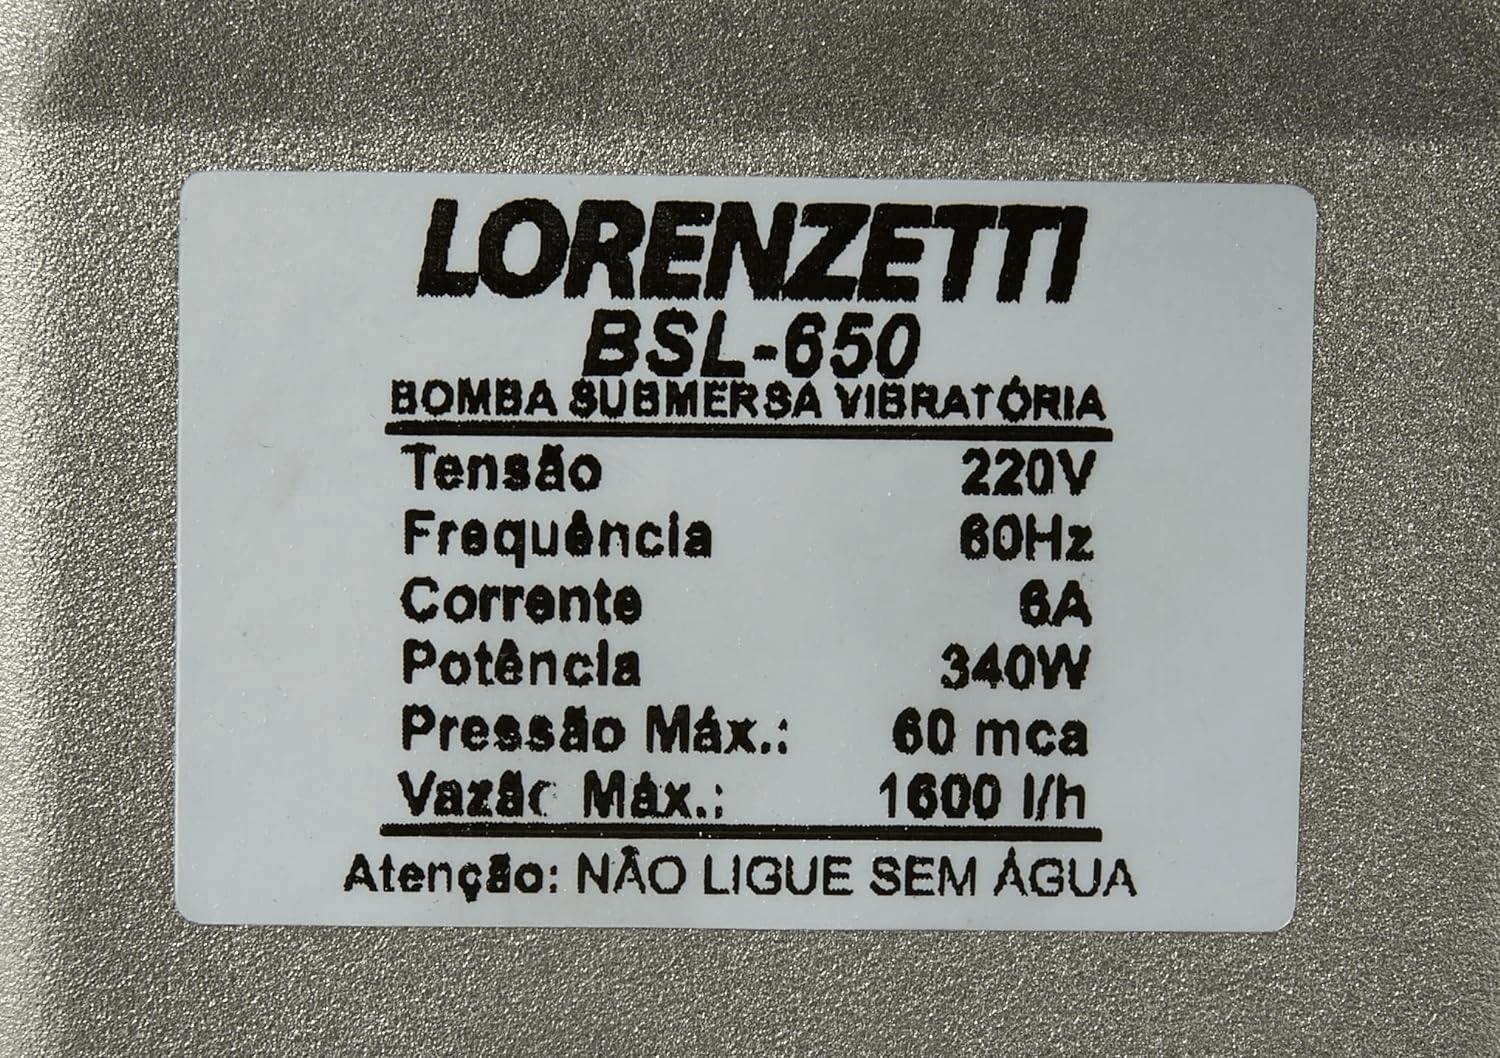 LORENZETTI
BSL-650
BOMBA SUBMERSA VIBRATÓRIA
Tensão 220V
Frequência 60Hz
Corrente 6A
Potência 340W
Pressão Máx.: 60 mca
Vazão Máx.: 1600 l/h
Atenção: NÃO LIGUE SEM ÁGUA